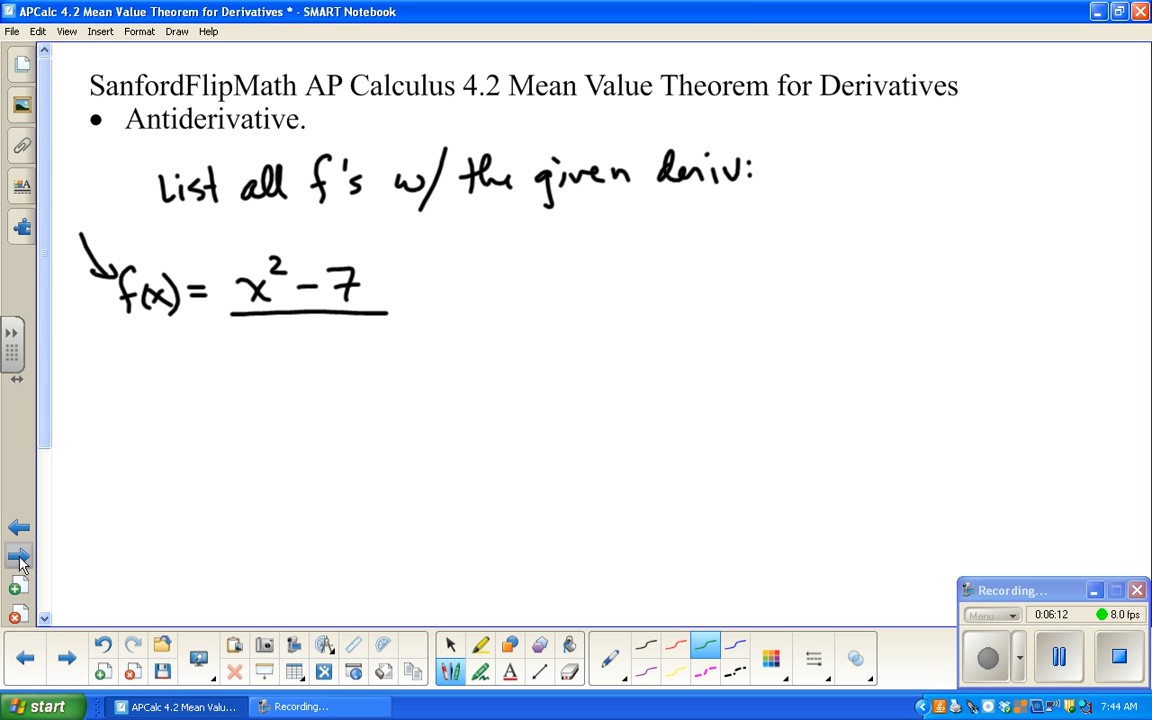 APCalc 4.2 Mean Value Theorem for Derivatives * - SMART Notebook
File Edit View Insert Format Draw Help
SanfordFlipMath AP Calculus 4.2 Mean Value Theorem for Derivatives
• Antiderivative.
List all f's w/ the given deriv:
f(x) = x² - 7
Recording...
Menu 0:06:12 8.0 fps
start APCalc 4.2 Mean Va... Recording... 7:44 AM